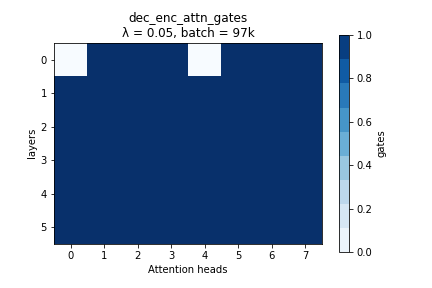 dec_enc_attn_gates
λ = 0.05, batch = 97k
layers
0
1
2
3
4
5
0 1 2 3 4 5 6 7
Attention heads
1.0
0.8
0.6
0.4
0.2
0.0
gates